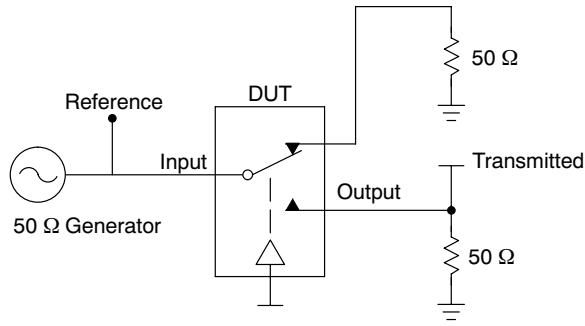 50 Ω
Reference
DUT
Input
Transmitted
Output
50 Ω Generator
50 Ω